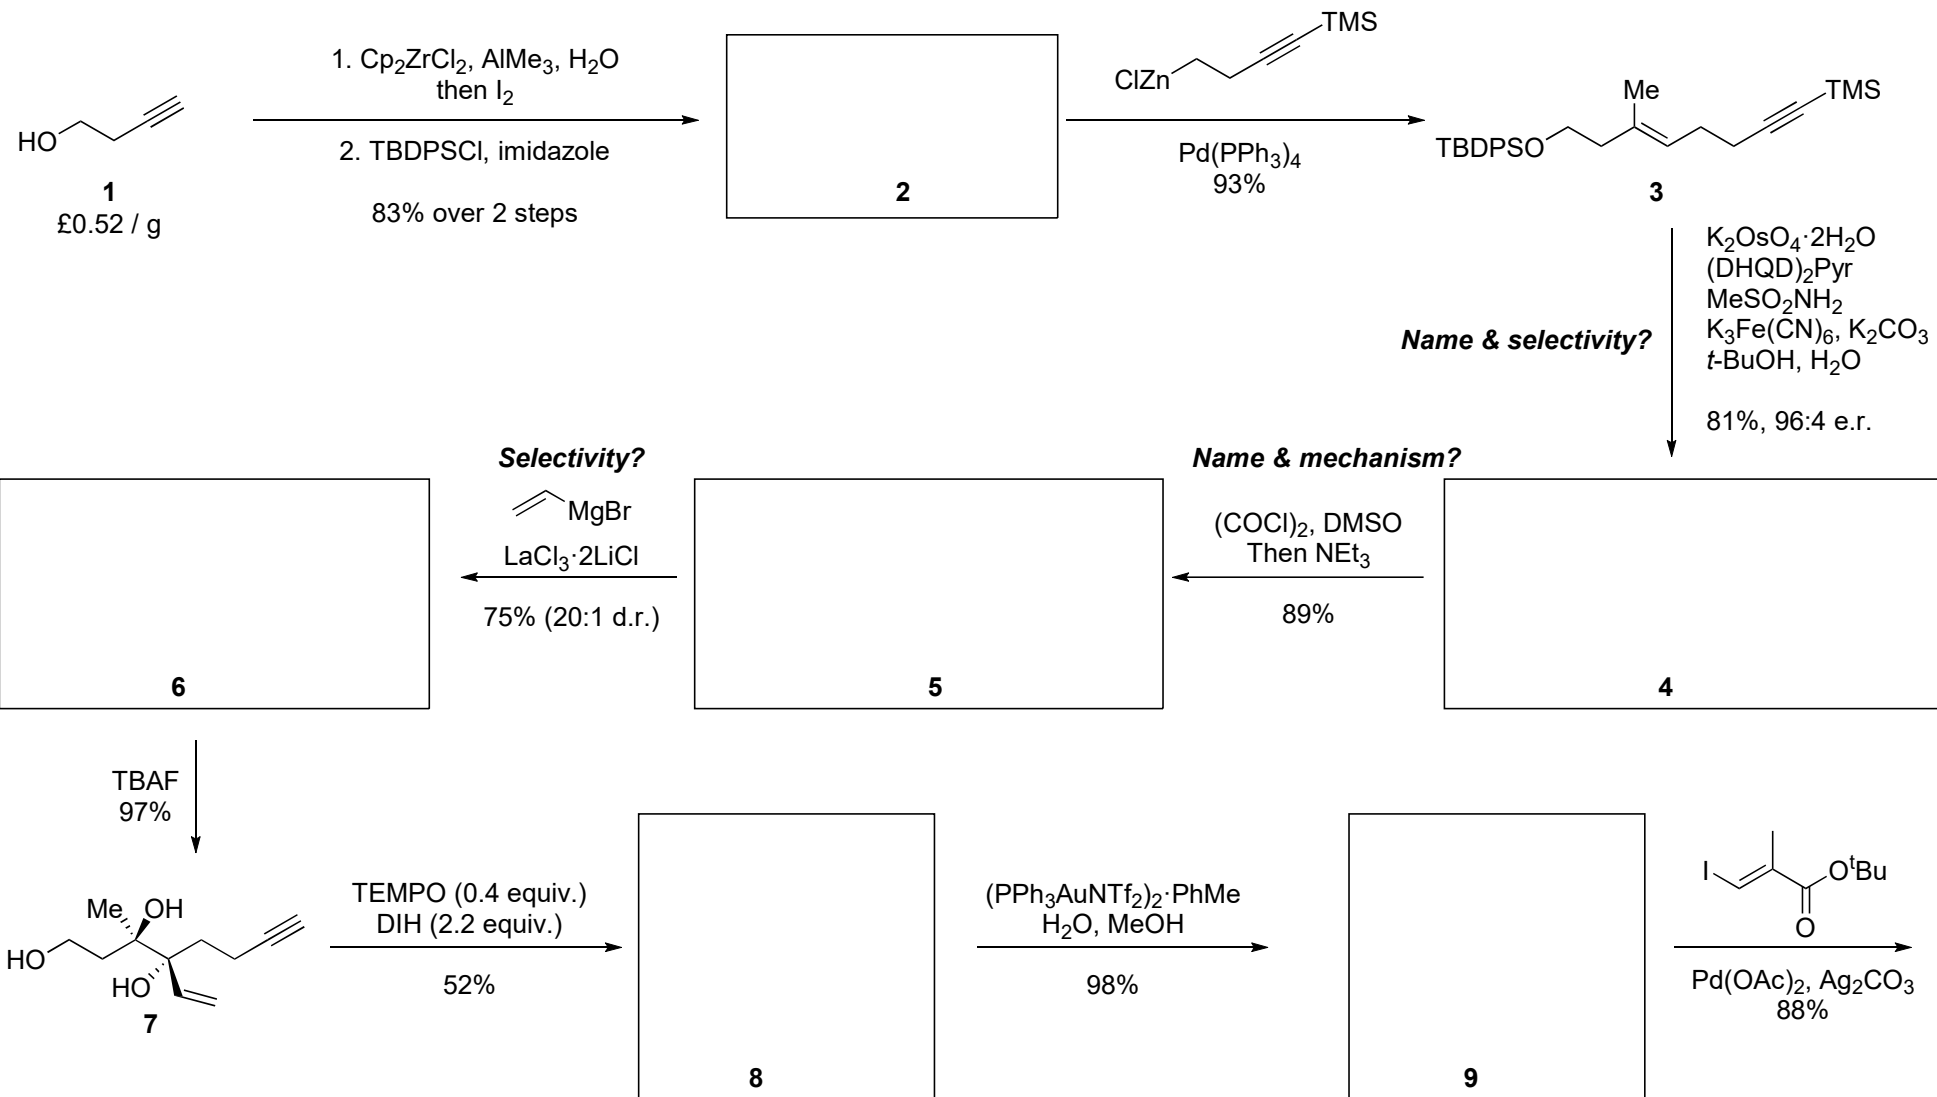 HO
1
£0.52 / g
1. Cp₂ZrCl₂, AlMe₃, H₂O
then I₂
2. TBDPSCl, imidazole
83% over 2 steps
2
TMS
ClZn
Pd(PPh₃)₄
93%
Me
TMS
TBDPSO
3
K₂OsO₄·2H₂O
(DHQD)₂Pyr
MeSO₂NH₂
K₃Fe(CN)₆, K₂CO₃
t-BuOH, H₂O
81%, 96:4 e.r.
Name & selectivity?
4
Name & mechanism?
(COCl)₂, DMSO
Then NEt₃
89%
5
Selectivity?
MgBr
LaCl₃·2LiCl
75% (20:1 d.r.)
6
TBAF
97%
Me OH
HO
HO
7
TEMPO (0.4 equiv.)
DIH (2.2 equiv.)
52%
8
(PPh₃AuNTf₂)₂·PhMe
H₂O, MeOH
98%
9
I
OᵗBu
O
Pd(OAc)₂, Ag₂CO₃
88%